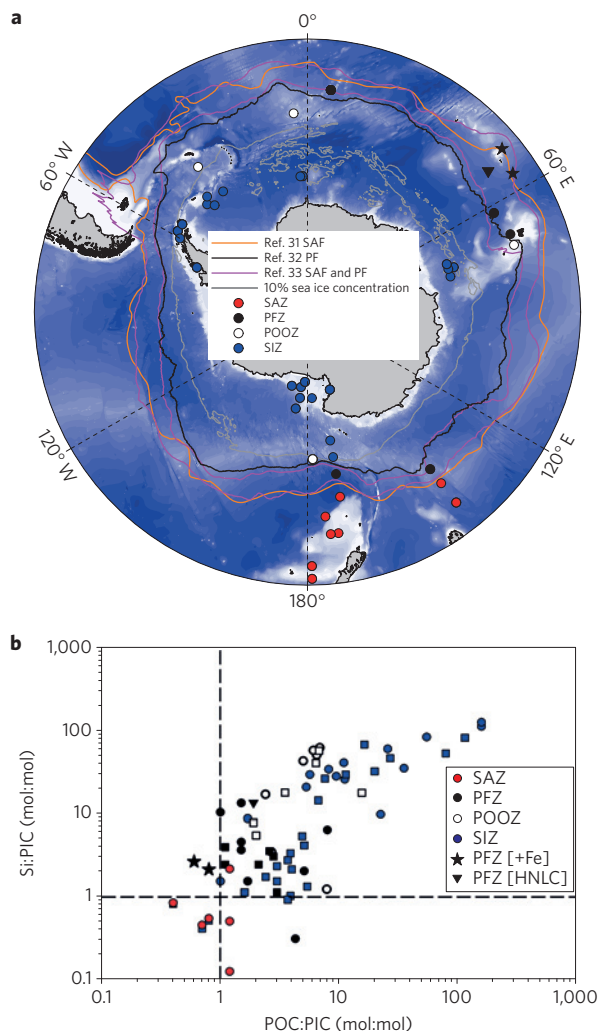 a
0°
60° W
60° E
Ref. 31 SAF
Ref. 32 PF
Ref. 33 SAF and PF
10% sea ice concentration
SAZ
PFZ
POOZ
SIZ
120° W
120° E
180°
b
1,000
100
10
1
0.1
Si:PIC (mol:mol)
SAZ
PFZ
POOZ
SIZ
PFZ [+Fe]
PFZ [HNLC]
0.1 1 10 100 1,000
POC:PIC (mol:mol)